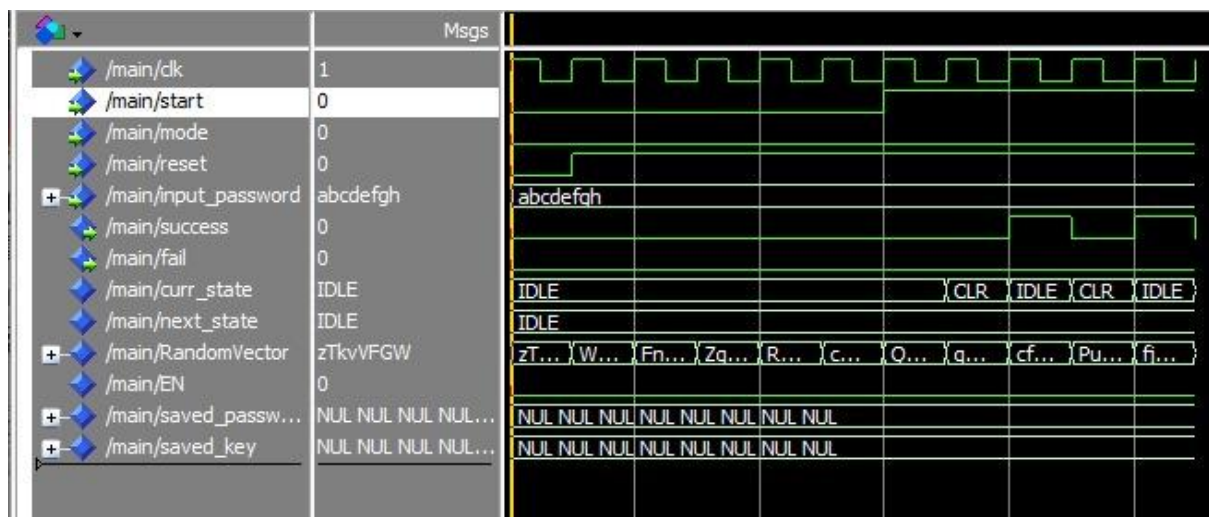 Msgs
/main/clk 1
/main/start 0
/main/mode 0
/main/reset 0
/main/input_password abcdefgh abcdefgh
/main/success 0
/main/fail 0
/main/curr_state IDLE IDLE CLR IDLE CLR IDLE
/main/next_state IDLE IDLE
/main/RandomVector zTkvVFGW zT... W... Fn... Zq... R... c... O... q... cf... Pu... fi...
/main/EN 0
/main/saved_passw... NUL NUL NUL NUL... NUL NUL NUL NUL NUL NUL NUL NUL
/main/saved_key NUL NUL NUL NUL... NUL NUL NUL NUL NUL NUL NUL NUL